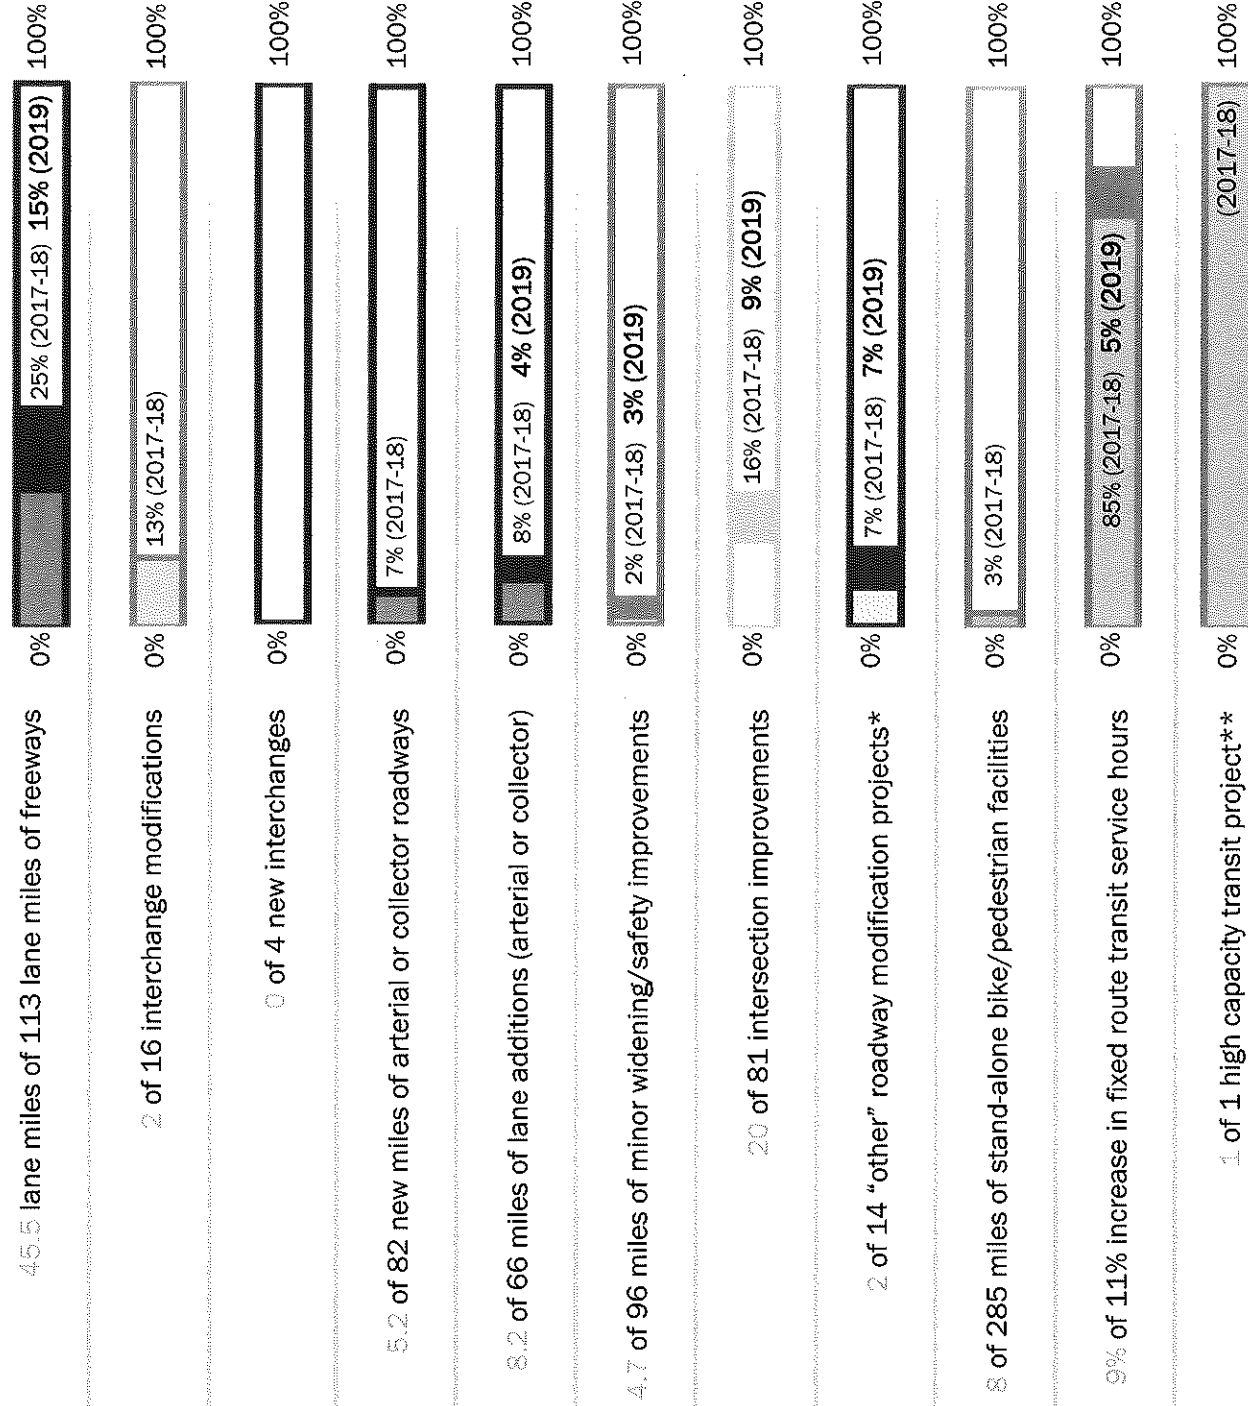 45.5 lane miles of 113 lane miles of freeways 0% 25% (2017-18) 15% (2019) 100%
2 of 16 interchange modifications 0% 13% (2017-18) 100%
0 of 4 new interchanges 0% 100%
5.2 of 82 new miles of arterial or collector roadways 0% 7% (2017-18) 100%
8.2 of 66 miles of lane additions (arterial or collector) 0% 8% (2017-18) 4% (2019) 100%
4.7 of 96 miles of minor widening/safety improvements 0% 2% (2017-18) 3% (2019) 100%
20 of 81 intersection improvements 0% 16% (2017-18) 9% (2019) 100%
2 of 14 “other” roadway modification projects* 0% 7% (2017-18) 7% (2019) 100%
8 of 285 miles of stand-alone bike/pedestrian facilities 0% 3% (2017-18) 100%
9% of 11% increase in fixed route transit service hours 0% 85% (2017-18) 5% (2019) 100%
1 of 1 high capacity transit project** 0% (2017-18) 100%